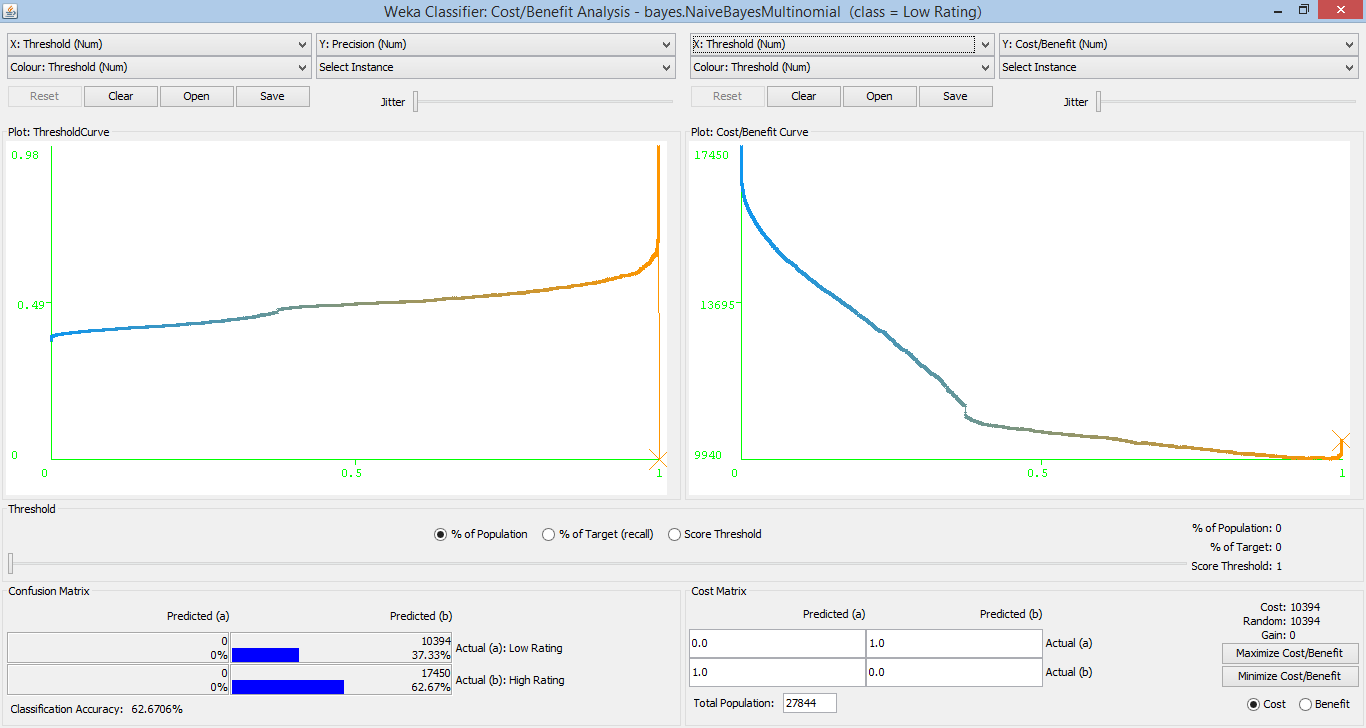 Weka Classifier: Cost/Benefit Analysis - bayes.NaiveBayesMultinomial (class = Low Rating)
X: Threshold (Num) Y: Precision (Num) X: Threshold (Num) Y: Cost/Benefit (Num)
Colour: Threshold (Num) Select Instance Colour: Threshold (Num) Select Instance
Reset Clear Open Save Jitter Reset Clear Open Save Jitter
Plot: ThresholdCurve Plot: Cost/Benefit Curve
0.98 17450
0.49 13695
0 9940
0 0.5 1 0 0.5 1
Threshold
% of Population % of Target (recall) Score Threshold
% of Population: 0
% of Target: 0
Score Threshold: 1
Confusion Matrix
Predicted (a) Predicted (b)
0 10394
0% 37.33%
Actual (a): Low Rating
0 17450
0% 62.67%
Actual (b): High Rating
Classification Accuracy: 62.6706%
Cost Matrix
Predicted (a) Predicted (b)
0.0 1.0 Actual (a)
1.0 0.0 Actual (b)
Total Population: 27844
Cost: 10394
Random: 10394
Gain: 0
Maximize Cost/Benefit
Minimize Cost/Benefit
Cost Benefit